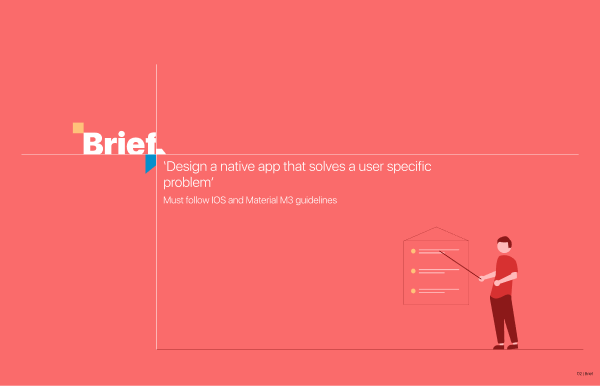 Brief
‘Design a native app that solves a user specific
problem’
Must follow IOS and Material M3 guidelines
02 | Brief